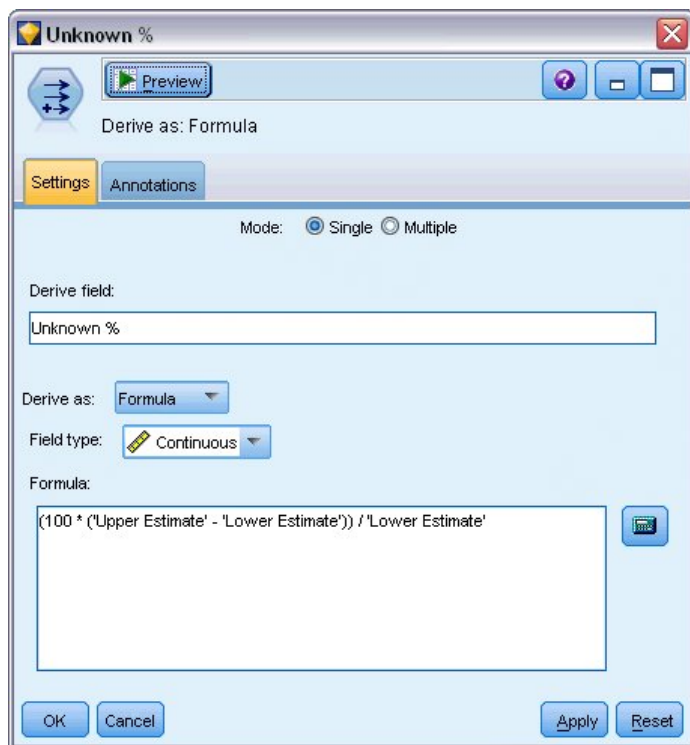 Unknown %
Preview
Derive as: Formula
Settings Annotations
Mode: Single Multiple
Derive field:
Unknown %
Derive as: Formula
Field type: Continuous
Formula:
(100 * ('Upper Estimate' - 'Lower Estimate')) / 'Lower Estimate'
OK Cancel Apply Reset